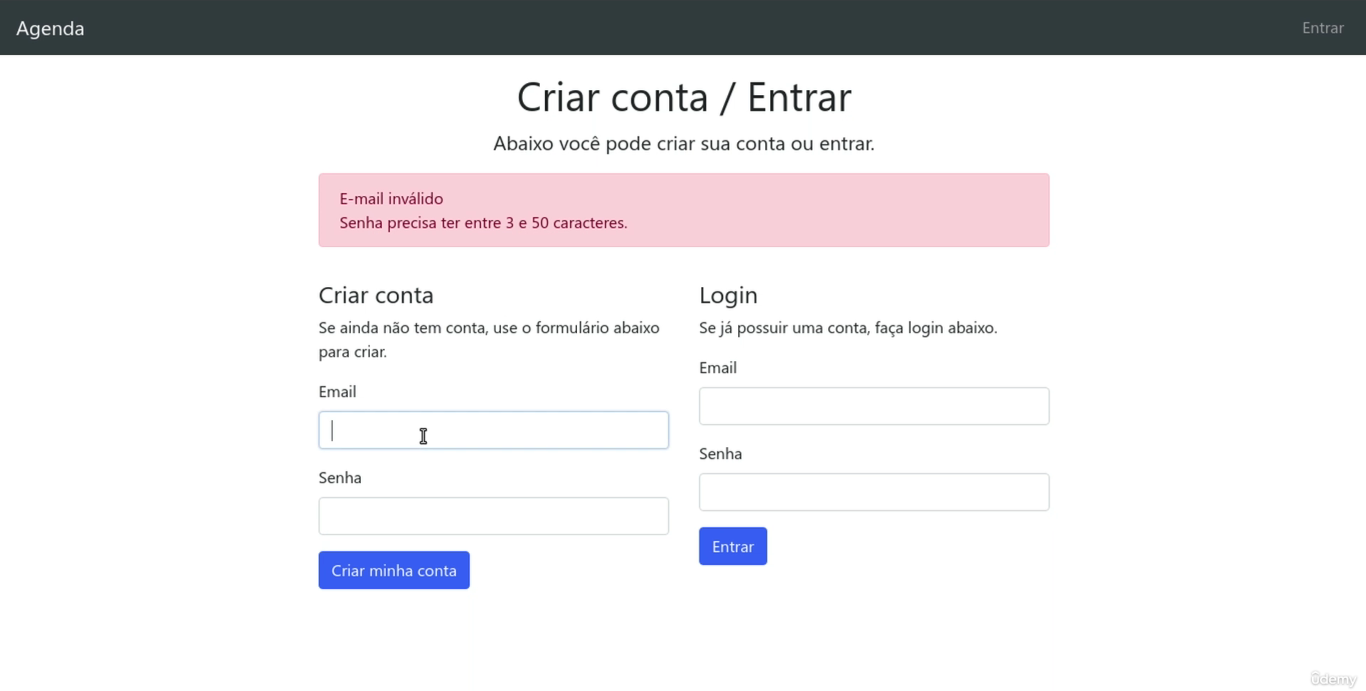 Agenda
Entrar
Criar conta / Entrar
Abaixo você pode criar sua conta ou entrar.
E-mail inválido
Senha precisa ter entre 3 e 50 caracteres.
Criar conta
Se ainda não tem conta, use o formulário abaixo
para criar.
Email
Senha
Criar minha conta
Login
Se já possuir uma conta, faça login abaixo.
Email
Senha
Entrar
ûdemy